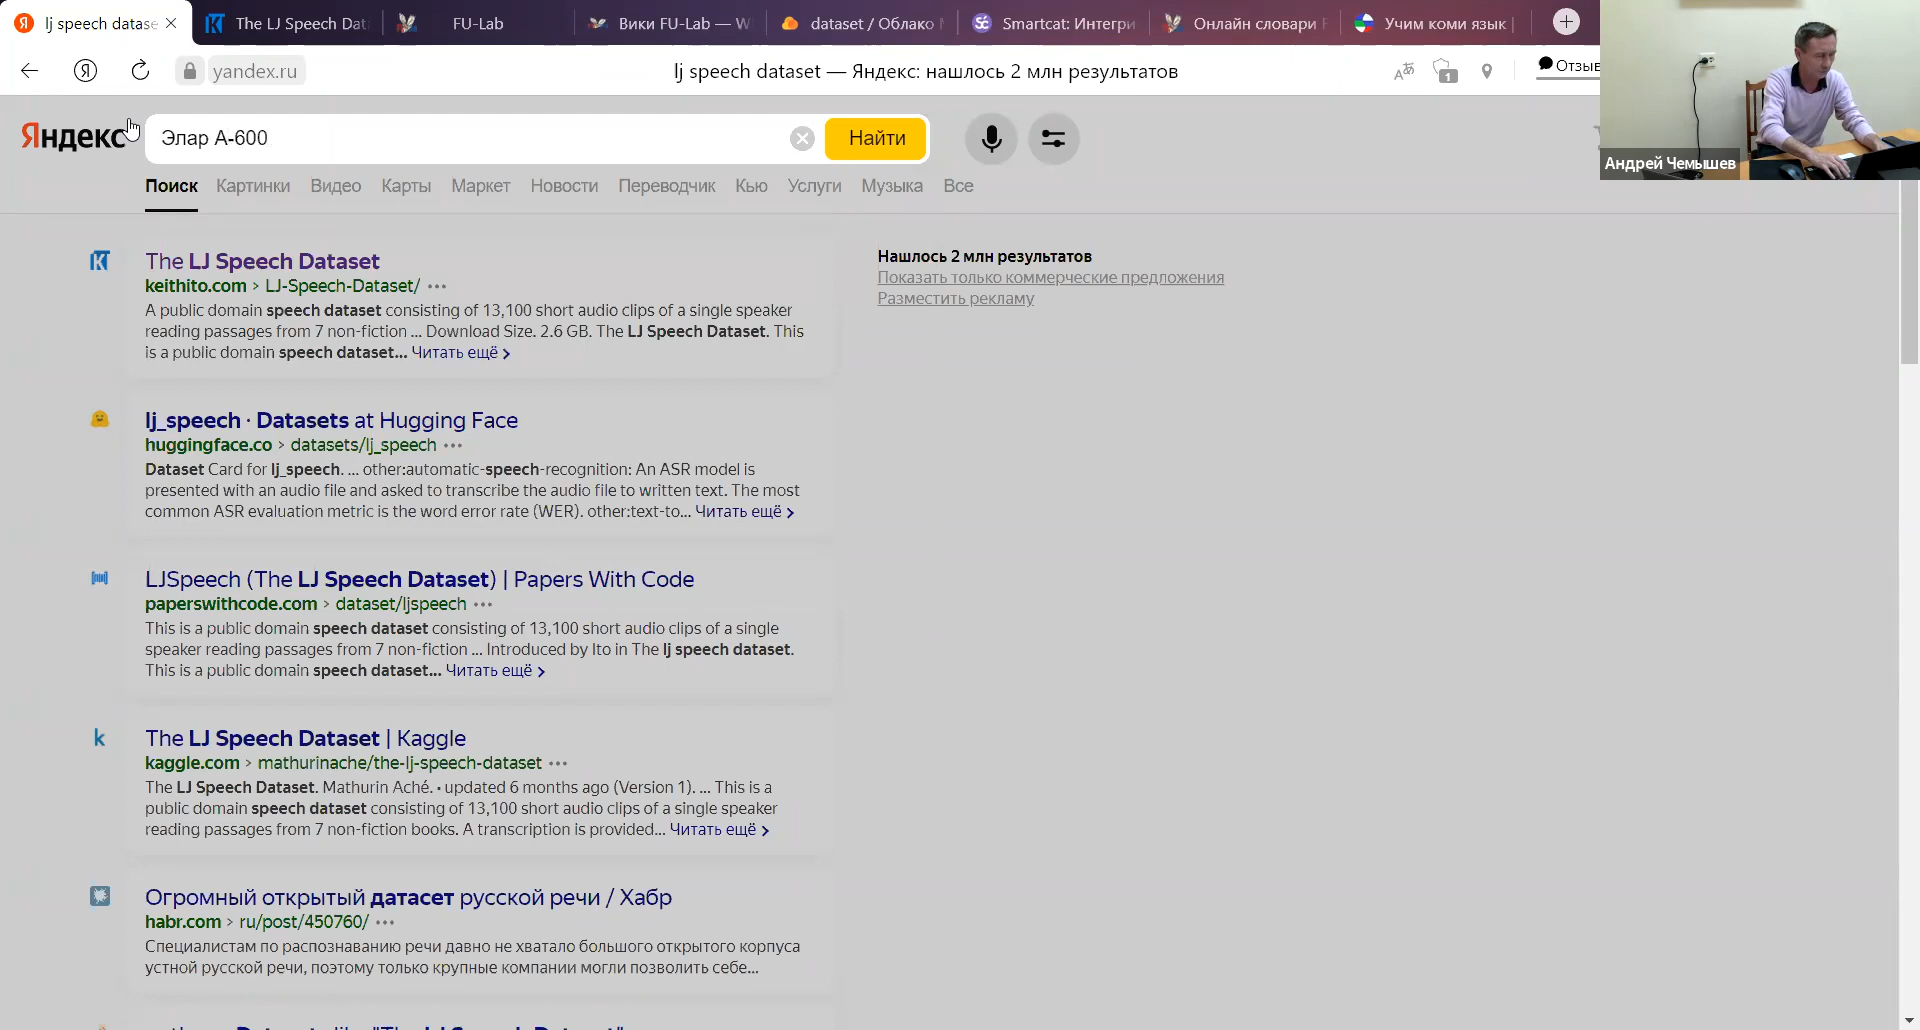 lj speech datase
The LJ Speech Dat
FU-Lab
Вики FU-Lab — W
dataset / Облако
Smartcat: Интегри
Онлайн словари
Учим коми язык
yandex.ru
lj speech dataset — Яндекс: нашлось 2 млн результатов
1
Отзыв
Яндекс
Элар А-600
Найти
Андрей Чемышев
Поиск Картинки Видео Карты Маркет Новости Переводчик Кью Услуги Музыка Все
The LJ Speech Dataset
keithito.com › LJ-Speech-Dataset/ ···
A public domain speech dataset consisting of 13,100 short audio clips of a single speaker
reading passages from 7 non-fiction ... Download Size. 2.6 GB. The LJ Speech Dataset. This
is a public domain speech dataset... Читать ещё ›
Нашлось 2 млн результатов
Показать только коммерческие предложения
Разместить рекламу
lj_speech · Datasets at Hugging Face
huggingface.co › datasets/lj_speech ···
Dataset Card for lj_speech. ... other:automatic-speech-recognition: An ASR model is
presented with an audio file and asked to transcribe the audio file to written text. The most
common ASR evaluation metric is the word error rate (WER). other:text-to... Читать ещё ›
LJSpeech (The LJ Speech Dataset) | Papers With Code
paperswithcode.com › dataset/ljspeech ···
This is a public domain speech dataset consisting of 13,100 short audio clips of a single
speaker reading passages from 7 non-fiction ... Introduced by Ito in The lj speech dataset.
This is a public domain speech dataset... Читать ещё ›
The LJ Speech Dataset | Kaggle
kaggle.com › mathurinache/the-lj-speech-dataset ···
The LJ Speech Dataset. Mathurin Aché. • updated 6 months ago (Version 1). ... This is a
public domain speech dataset consisting of 13,100 short audio clips of a single speaker
reading passages from 7 non-fiction books. A transcription is provided... Читать ещё ›
Огромный открытый датасет русской речи / Хабр
habr.com › ru/post/450760/ ···
Специалистам по распознаванию речи давно не хватало большого открытого корпуса
устной русской речи, поэтому только крупные компании могли позволить себе...